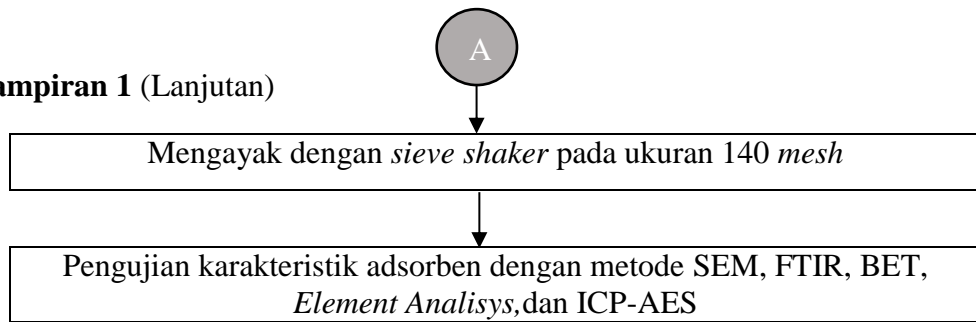 A
ampiran 1 (Lanjutan)
Mengayak dengan sieve shaker pada ukuran 140 mesh
Pengujian karakteristik adsorben dengan metode SEM, FTIR, BET,
Element Analisys,dan ICP-AES